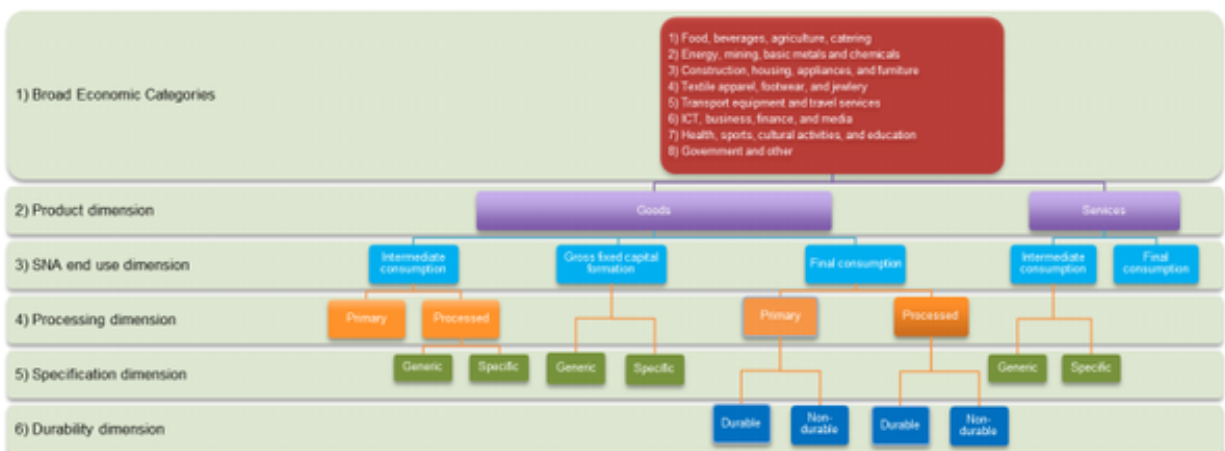 1) Food, beverages, agriculture, catering
2) Energy, mining, basic metals and chemicals
3) Construction, housing, appliances, and furniture
4) Textile apparel, footwear, and jewlery
5) Transport equipment and travel services
6) ICT, business, finance, and media
7) Health, sports, cultural activities, and education
8) Government and other
1) Broad Economic Categories
2) Product dimension
Goods
Services
3) SNA end use dimension
Intermediate
consumption
Gross fixed capital
formation
Final consumption
Intermediate
consumption
Final
consumption
4) Processing dimension
Primary
Processed
Primary
Processed
5) Specification dimension
Generic
Specific
Generic
Specific
Generic
Specific
6) Durability dimension
Durable
Non-
durable
Durable
Non-
durable